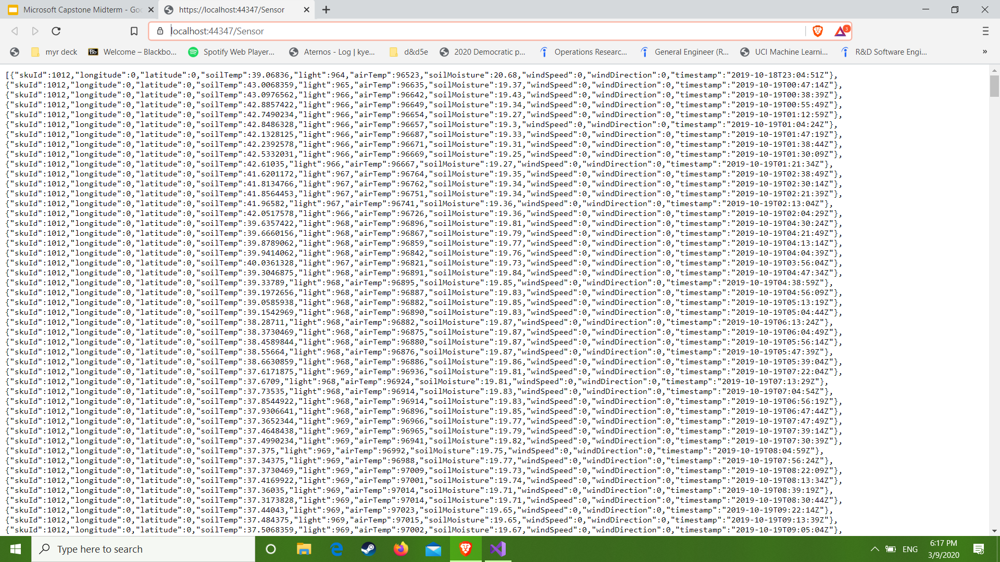 Microsoft Capstone Midterm - Goo
https://localhost:44347/Sensor
localhost:44347/Sensor
3
myr deck
Bb
Welcome – Blackbo...
Spotify Web Player...
Aternos - Log | kye...
d&d5e
2020 Democratic p...
Operations Researc...
General Engineer (R...
UCI Machine Learni...
R&D Software Engi...
»
[{"skuId":1012,"longitude":0,"latitude":0,"soilTemp":39.06836,"light":964,"airTemp":96523,"soilMoisture":20.68,"windSpeed":0,"windDirection":0,"timestamp":"2019-10-18T23:04:51Z"},
{"skuId":1012,"longitude":0,"latitude":0,"soilTemp":43.0068359,"light":965,"airTemp":96635,"soilMoisture":19.37,"windSpeed":0,"windDirection":0,"timestamp":"2019-10-19T00:47:14Z"},
{"skuId":1012,"longitude":0,"latitude":0,"soilTemp":43.0976562,"light":966,"airTemp":96642,"soilMoisture":19.43,"windSpeed":0,"windDirection":0,"timestamp":"2019-10-19T00:38:39Z"},
{"skuId":1012,"longitude":0,"latitude":0,"soilTemp":42.8857422,"light":966,"airTemp":96649,"soilMoisture":19.34,"windSpeed":0,"windDirection":0,"timestamp":"2019-10-19T00:55:49Z"},
{"skuId":1012,"longitude":0,"latitude":0,"soilTemp":42.7490234,"light":966,"airTemp":96654,"soilMoisture":19.27,"windSpeed":0,"windDirection":0,"timestamp":"2019-10-19T01:12:59Z"},
{"skuId":1012,"longitude":0,"latitude":0,"soilTemp":42.8486328,"light":966,"airTemp":96657,"soilMoisture":19.3,"windSpeed":0,"windDirection":0,"timestamp":"2019-10-19T01:04:24Z"},
{"skuId":1012,"longitude":0,"latitude":0,"soilTemp":42.1328125,"light":966,"airTemp":96687,"soilMoisture":19.33,"windSpeed":0,"windDirection":0,"timestamp":"2019-10-19T01:47:19Z"},
{"skuId":1012,"longitude":0,"latitude":0,"soilTemp":42.2392578,"light":966,"airTemp":96671,"soilMoisture":19.31,"windSpeed":0,"windDirection":0,"timestamp":"2019-10-19T01:38:44Z"},
{"skuId":1012,"longitude":0,"latitude":0,"soilTemp":42.5332031,"light":966,"airTemp":96669,"soilMoisture":19.25,"windSpeed":0,"windDirection":0,"timestamp":"2019-10-19T01:30:09Z"},
{"skuId":1012,"longitude":0,"latitude":0,"soilTemp":42.61035,"light":966,"airTemp":96667,"soilMoisture":19.27,"windSpeed":0,"windDirection":0,"timestamp":"2019-10-19T01:21:34Z"},
{"skuId":1012,"longitude":0,"latitude":0,"soilTemp":41.6201172,"light":967,"airTemp":96764,"soilMoisture":19.35,"windSpeed":0,"windDirection":0,"timestamp":"2019-10-19T02:38:49Z"},
{"skuId":1012,"longitude":0,"latitude":0,"soilTemp":41.8134766,"light":967,"airTemp":96762,"soilMoisture":19.34,"windSpeed":0,"windDirection":0,"timestamp":"2019-10-19T02:30:14Z"},
{"skuId":1012,"longitude":0,"latitude":0,"soilTemp":41.8564453,"light":967,"airTemp":96751,"soilMoisture":19.34,"windSpeed":0,"windDirection":0,"timestamp":"2019-10-19T02:21:39Z"},
{"skuId":1012,"longitude":0,"latitude":0,"soilTemp":41.96582,"light":967,"airTemp":96741,"soilMoisture":19.36,"windSpeed":0,"windDirection":0,"timestamp":"2019-10-19T02:13:04Z"},
{"skuId":1012,"longitude":0,"latitude":0,"soilTemp":42.0517578,"light":966,"airTemp":96726,"soilMoisture":19.36,"windSpeed":0,"windDirection":0,"timestamp":"2019-10-19T02:04:29Z"},
{"skuId":1012,"longitude":0,"latitude":0,"soilTemp":39.6357422,"light":968,"airTemp":96896,"soilMoisture":19.81,"windSpeed":0,"windDirection":0,"timestamp":"2019-10-19T04:30:24Z"},
{"skuId":1012,"longitude":0,"latitude":0,"soilTemp":39.6660156,"light":968,"airTemp":96867,"soilMoisture":19.79,"windSpeed":0,"windDirection":0,"timestamp":"2019-10-19T04:21:49Z"},
{"skuId":1012,"longitude":0,"latitude":0,"soilTemp":39.8789062,"light":968,"airTemp":96859,"soilMoisture":19.77,"windSpeed":0,"windDirection":0,"timestamp":"2019-10-19T04:13:14Z"},
{"skuId":1012,"longitude":0,"latitude":0,"soilTemp":39.9414062,"light":968,"airTemp":96842,"soilMoisture":19.76,"windSpeed":0,"windDirection":0,"timestamp":"2019-10-19T04:04:39Z"},
{"skuId":1012,"longitude":0,"latitude":0,"soilTemp":40.0361328,"light":967,"airTemp":96821,"soilMoisture":19.73,"windSpeed":0,"windDirection":0,"timestamp":"2019-10-19T03:56:04Z"},
{"skuId":1012,"longitude":0,"latitude":0,"soilTemp":39.3046875,"light":968,"airTemp":96891,"soilMoisture":19.84,"windSpeed":0,"windDirection":0,"timestamp":"2019-10-19T04:47:34Z"},
{"skuId":1012,"longitude":0,"latitude":0,"soilTemp":39.33789,"light":968,"airTemp":96895,"soilMoisture":19.85,"windSpeed":0,"windDirection":0,"timestamp":"2019-10-19T04:38:59Z"},
{"skuId":1012,"longitude":0,"latitude":0,"soilTemp":39.1972656,"light":968,"airTemp":96887,"soilMoisture":19.83,"windSpeed":0,"windDirection":0,"timestamp":"2019-10-19T04:56:09Z"},
{"skuId":1012,"longitude":0,"latitude":0,"soilTemp":39.0585938,"light":968,"airTemp":96882,"soilMoisture":19.85,"windSpeed":0,"windDirection":0,"timestamp":"2019-10-19T05:13:19Z"},
{"skuId":1012,"longitude":0,"latitude":0,"soilTemp":39.1542969,"light":968,"airTemp":96890,"soilMoisture":19.83,"windSpeed":0,"windDirection":0,"timestamp":"2019-10-19T05:04:44Z"},
{"skuId":1012,"longitude":0,"latitude":0,"soilTemp":38.28711,"light":968,"airTemp":96882,"soilMoisture":19.87,"windSpeed":0,"windDirection":0,"timestamp":"2019-10-19T06:13:24Z"},
{"skuId":1012,"longitude":0,"latitude":0,"soilTemp":38.3730469,"light":968,"airTemp":96875,"soilMoisture":19.87,"windSpeed":0,"windDirection":0,"timestamp":"2019-10-19T06:04:49Z"},
{"skuId":1012,"longitude":0,"latitude":0,"soilTemp":38.4589844,"light":968,"airTemp":96880,"soilMoisture":19.87,"windSpeed":0,"windDirection":0,"timestamp":"2019-10-19T05:56:14Z"},
{"skuId":1012,"longitude":0,"latitude":0,"soilTemp":38.55664,"light":968,"airTemp":96876,"soilMoisture":19.87,"windSpeed":0,"windDirection":0,"timestamp":"2019-10-19T05:47:39Z"},
{"skuId":1012,"longitude":0,"latitude":0,"soilTemp":38.6630859,"light":968,"airTemp":96886,"soilMoisture":19.86,"windSpeed":0,"windDirection":0,"timestamp":"2019-10-19T05:39:04Z"},
{"skuId":1012,"longitude":0,"latitude":0,"soilTemp":37.6171875,"light":969,"airTemp":96936,"soilMoisture":19.81,"windSpeed":0,"windDirection":0,"timestamp":"2019-10-19T07:22:04Z"},
{"skuId":1012,"longitude":0,"latitude":0,"soilTemp":37.6709,"light":968,"airTemp":96924,"soilMoisture":19.81,"windSpeed":0,"windDirection":0,"timestamp":"2019-10-19T07:13:29Z"},
{"skuId":1012,"longitude":0,"latitude":0,"soilTemp":37.73535,"light":968,"airTemp":96914,"soilMoisture":19.83,"windSpeed":0,"windDirection":0,"timestamp":"2019-10-19T07:04:54Z"},
{"skuId":1012,"longitude":0,"latitude":0,"soilTemp":37.8544922,"light":968,"airTemp":96914,"soilMoisture":19.83,"windSpeed":0,"windDirection":0,"timestamp":"2019-10-19T06:56:19Z"},
{"skuId":1012,"longitude":0,"latitude":0,"soilTemp":37.9306641,"light":968,"airTemp":96896,"soilMoisture":19.85,"windSpeed":0,"windDirection":0,"timestamp":"2019-10-19T06:47:44Z"},
{"skuId":1012,"longitude":0,"latitude":0,"soilTemp":37.3652344,"light":969,"airTemp":96966,"soilMoisture":19.77,"windSpeed":0,"windDirection":0,"timestamp":"2019-10-19T07:47:49Z"},
{"skuId":1012,"longitude":0,"latitude":0,"soilTemp":37.4648438,"light":969,"airTemp":96965,"soilMoisture":19.79,"windSpeed":0,"windDirection":0,"timestamp":"2019-10-19T07:39:14Z"},
{"skuId":1012,"longitude":0,"latitude":0,"soilTemp":37.4990234,"light":969,"airTemp":96941,"soilMoisture":19.82,"windSpeed":0,"windDirection":0,"timestamp":"2019-10-19T07:30:39Z"},
{"skuId":1012,"longitude":0,"latitude":0,"soilTemp":37.375,"light":969,"airTemp":96992,"soilMoisture":19.75,"windSpeed":0,"windDirection":0,"timestamp":"2019-10-19T08:04:59Z"},
{"skuId":1012,"longitude":0,"latitude":0,"soilTemp":37.34375,"light":969,"airTemp":96988,"soilMoisture":19.77,"windSpeed":0,"windDirection":0,"timestamp":"2019-10-19T07:56:24Z"},
{"skuId":1012,"longitude":0,"latitude":0,"soilTemp":37.3730469,"light":969,"airTemp":97009,"soilMoisture":19.73,"windSpeed":0,"windDirection":0,"timestamp":"2019-10-19T08:22:09Z"},
{"skuId":1012,"longitude":0,"latitude":0,"soilTemp":37.4169922,"light":969,"airTemp":97001,"soilMoisture":19.74,"windSpeed":0,"windDirection":0,"timestamp":"2019-10-19T08:13:34Z"},
{"skuId":1012,"longitude":0,"latitude":0,"soilTemp":37.36035,"light":969,"airTemp":97014,"soilMoisture":19.71,"windSpeed":0,"windDirection":0,"timestamp":"2019-10-19T08:39:19Z"},
{"skuId":1012,"longitude":0,"latitude":0,"soilTemp":37.3173828,"light":969,"airTemp":97014,"soilMoisture":19.71,"windSpeed":0,"windDirection":0,"timestamp":"2019-10-19T08:30:44Z"},
{"skuId":1012,"longitude":0,"latitude":0,"soilTemp":37.44043,"light":969,"airTemp":97023,"soilMoisture":19.65,"windSpeed":0,"windDirection":0,"timestamp":"2019-10-19T09:22:14Z"},
{"skuId":1012,"longitude":0,"latitude":0,"soilTemp":37.484375,"light":969,"airTemp":97015,"soilMoisture":19.65,"windSpeed":0,"windDirection":0,"timestamp":"2019-10-19T09:13:39Z"},
{"skuId":1012,"longitude":0,"latitude":0,"soilTemp":37.5068359,"light":969,"airTemp":97002,"soilMoisture":19.67,"windSpeed":0,"windDirection":0,"timestamp":"2019-10-19T09:05:04Z"},
Type here to search
ENG
6:17 PM
3/9/2020